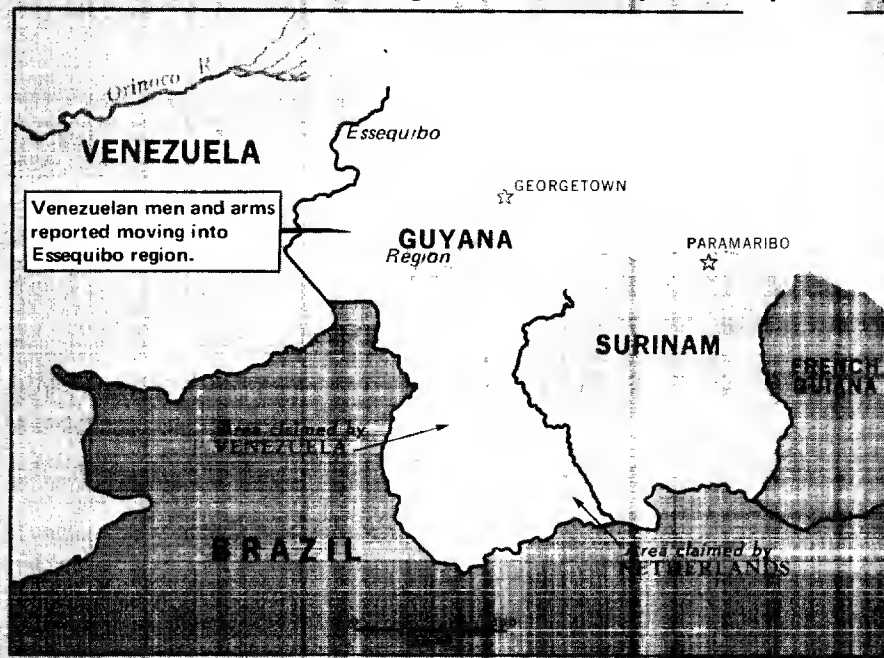 Orinoco R
Essequibo
VENEZUELA
GEORGETOWN
Venezuelan men and arms
reported moving into
Essequibo region.
GUYANA
Region
PARAMARIBO
SURINAM
FRENCH
GUIANA
Area claimed by
VENEZUELA
BRAZIL
Area claimed by
NETHERLANDS